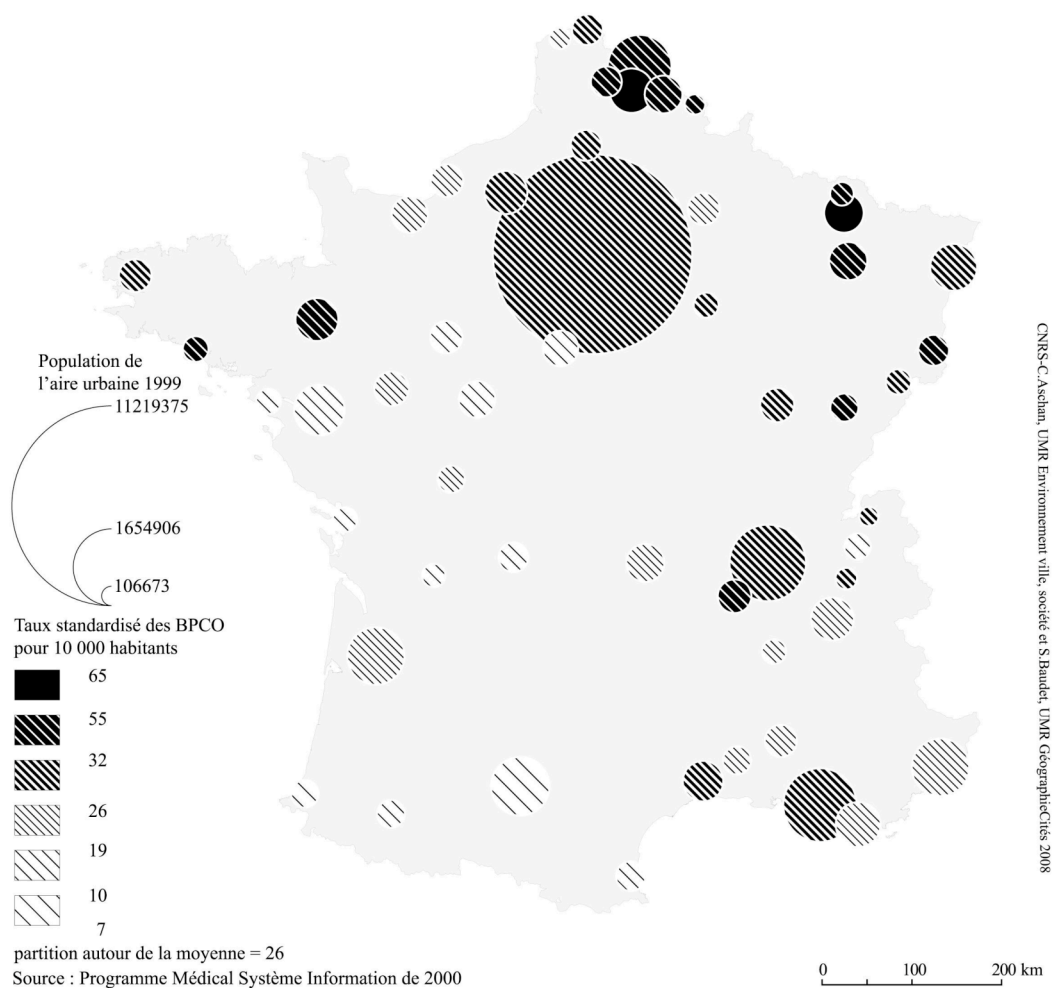 Population de
l'aire urbaine 1999
11219375
1654906
106673
Taux standardisé des BPCO
pour 10 000 habitants
65
55
32
26
19
10
7
partition autour de la moyenne = 26
Source : Programme Médical Système Information de 2000
0 100 200 km
CNRS-C.Aschan, UMR Environnement ville, société et S.Baudet, UMR GéographieCités 2008